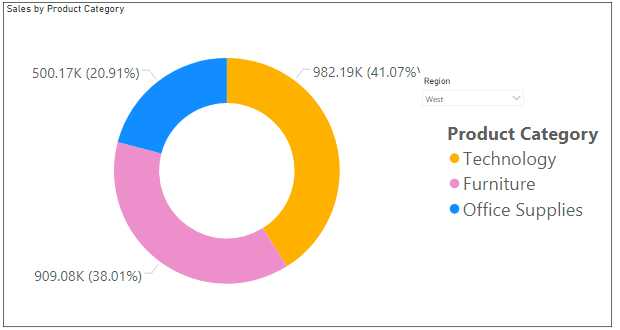 Sales by Product Category
500.17K (20.91%)
982.19K (41.07%)
Region
West
Product Category
Technology
Furniture
Office Supplies
909.08K (38.01%)